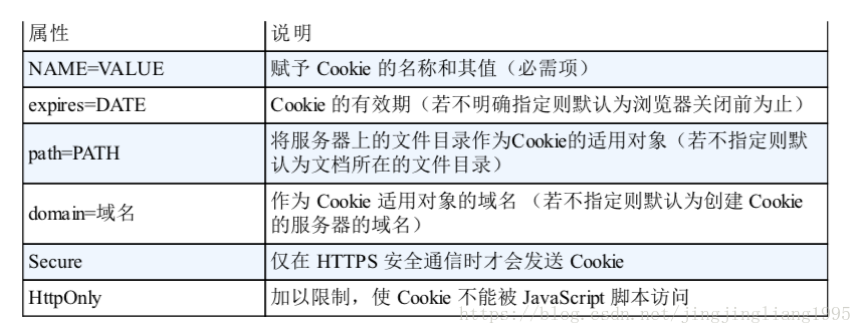 属性 说明
NAME=VALUE 赋予 Cookie 的名称和其值（必需项）
expires=DATE Cookie 的有效期（若不明确指定则默认为浏览器关闭前为止）
path=PATH 将服务器上的文件目录作为Cookie的适用对象（若不指定则默
认为文档所在的文件目录）
domain=域名 作为 Cookie 适用对象的域名 （若不指定则默认为创建 Cookie
的服务器的域名）
Secure 仅在 HTTPS 安全通信时才会发送 Cookie
HttpOnly 加以限制，使 Cookie 不能被 JavaScript 脚本访问
https://blog.csdn.net/jingjingliang1995